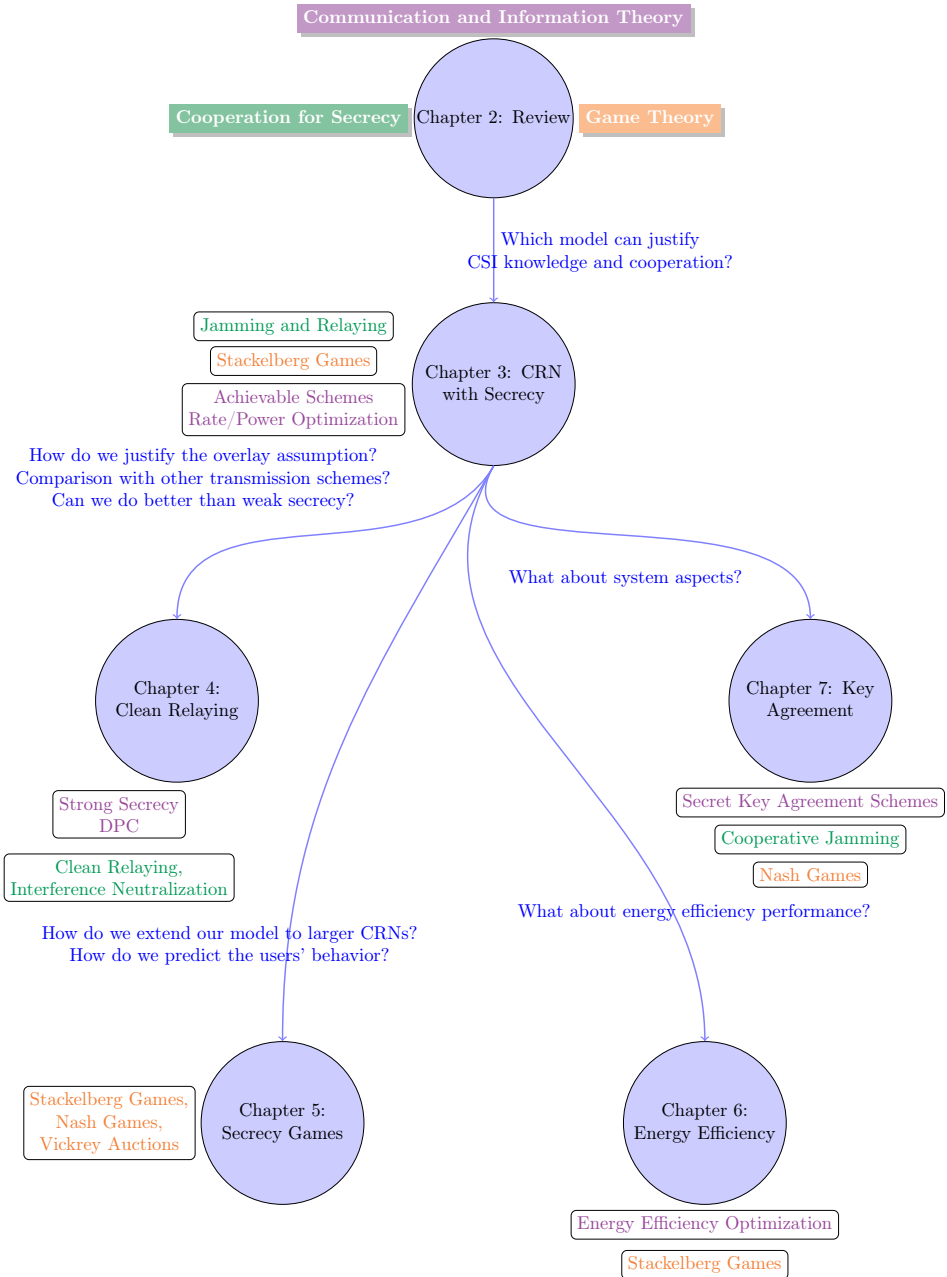 Communication and Information Theory
Cooperation for Secrecy
Chapter 2: Review
Game Theory
Which model can justify
CSI knowledge and cooperation?
Jamming and Relaying
Stackelberg Games
Achievable Schemes
Rate/Power Optimization
Chapter 3: CRN
with Secrecy
How do we justify the overlay assumption?
Comparison with other transmission schemes?
Can we do better than weak secrecy?
What about system aspects?
Chapter 4:
Clean Relaying
Chapter 7: Key
Agreement
Strong Secrecy
DPC
Clean Relaying,
Interference Neutralization
Secret Key Agreement Schemes
Cooperative Jamming
Nash Games
What about energy efficiency performance?
How do we extend our model to larger CRNs?
How do we predict the users' behavior?
Stackelberg Games,
Nash Games,
Vickrey Auctions
Chapter 5:
Secrecy Games
Chapter 6:
Energy Efficiency
Energy Efficiency Optimization
Stackelberg Games